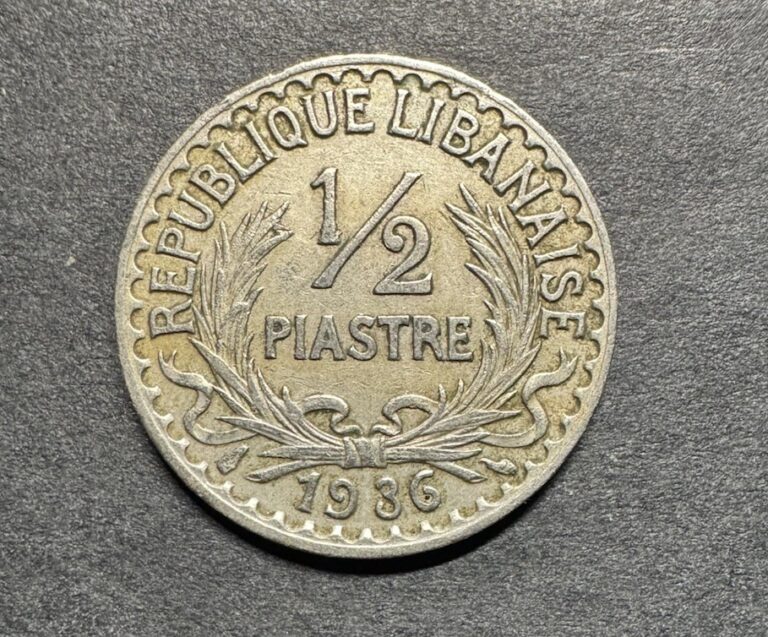 REPUBLIQUE LIBANAISE
1/2
PIASTRE
1936